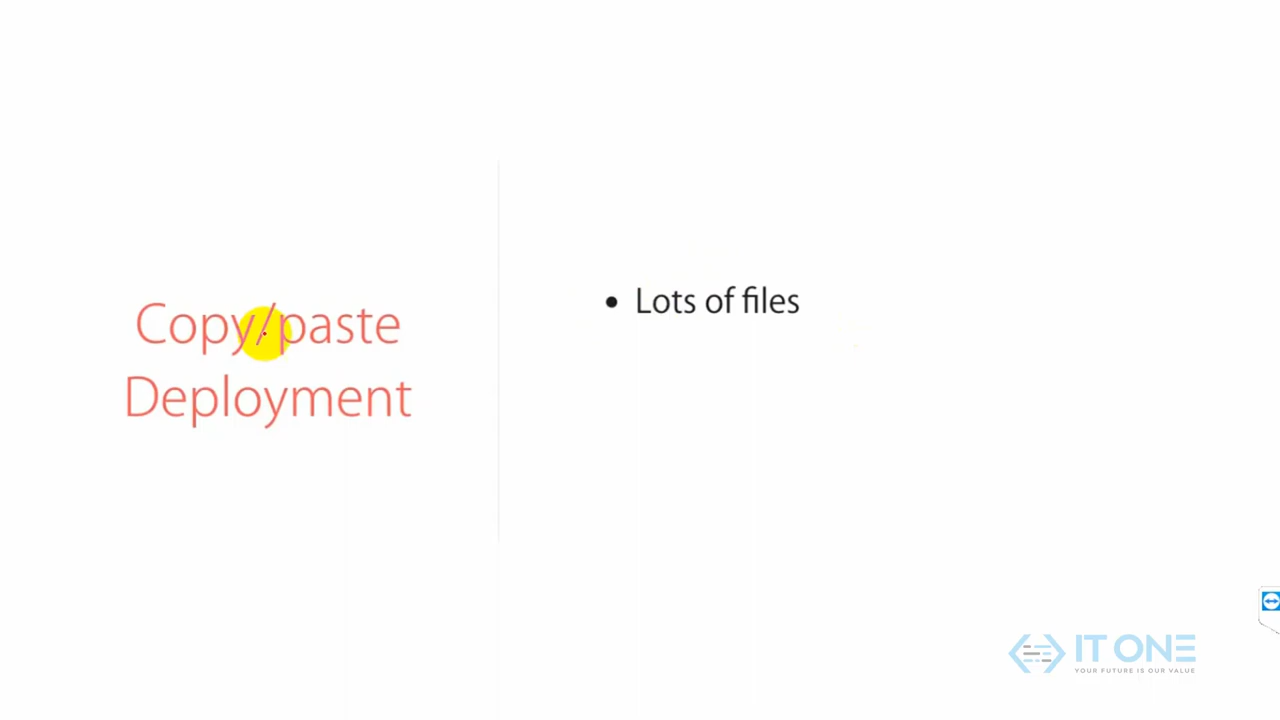 Copy/paste
Deployment
• Lots of files
IT ONE
YOUR FUTURE IS OUR VALUE